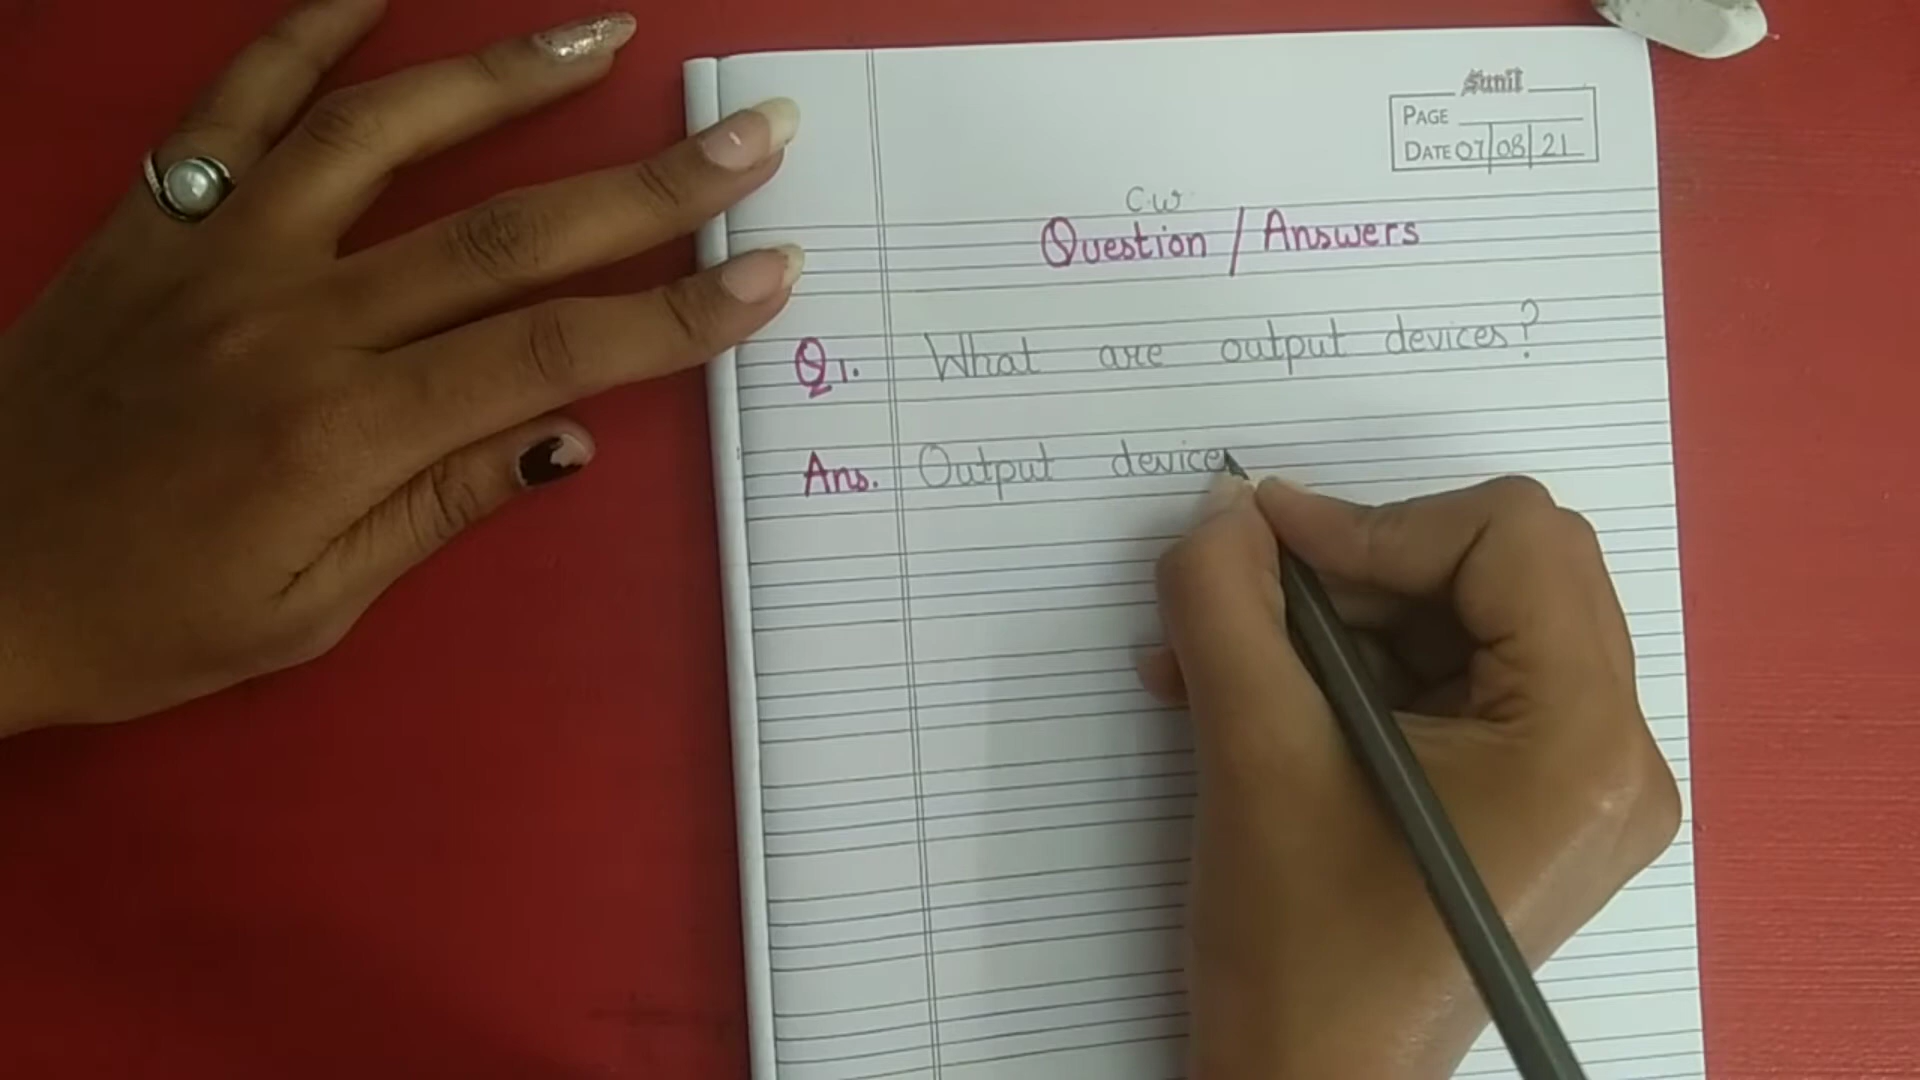 Sunil
PAGE
DATE 07/08/21
C.W
Question / Answers
Q1. What are output devices?
Ans. Output device